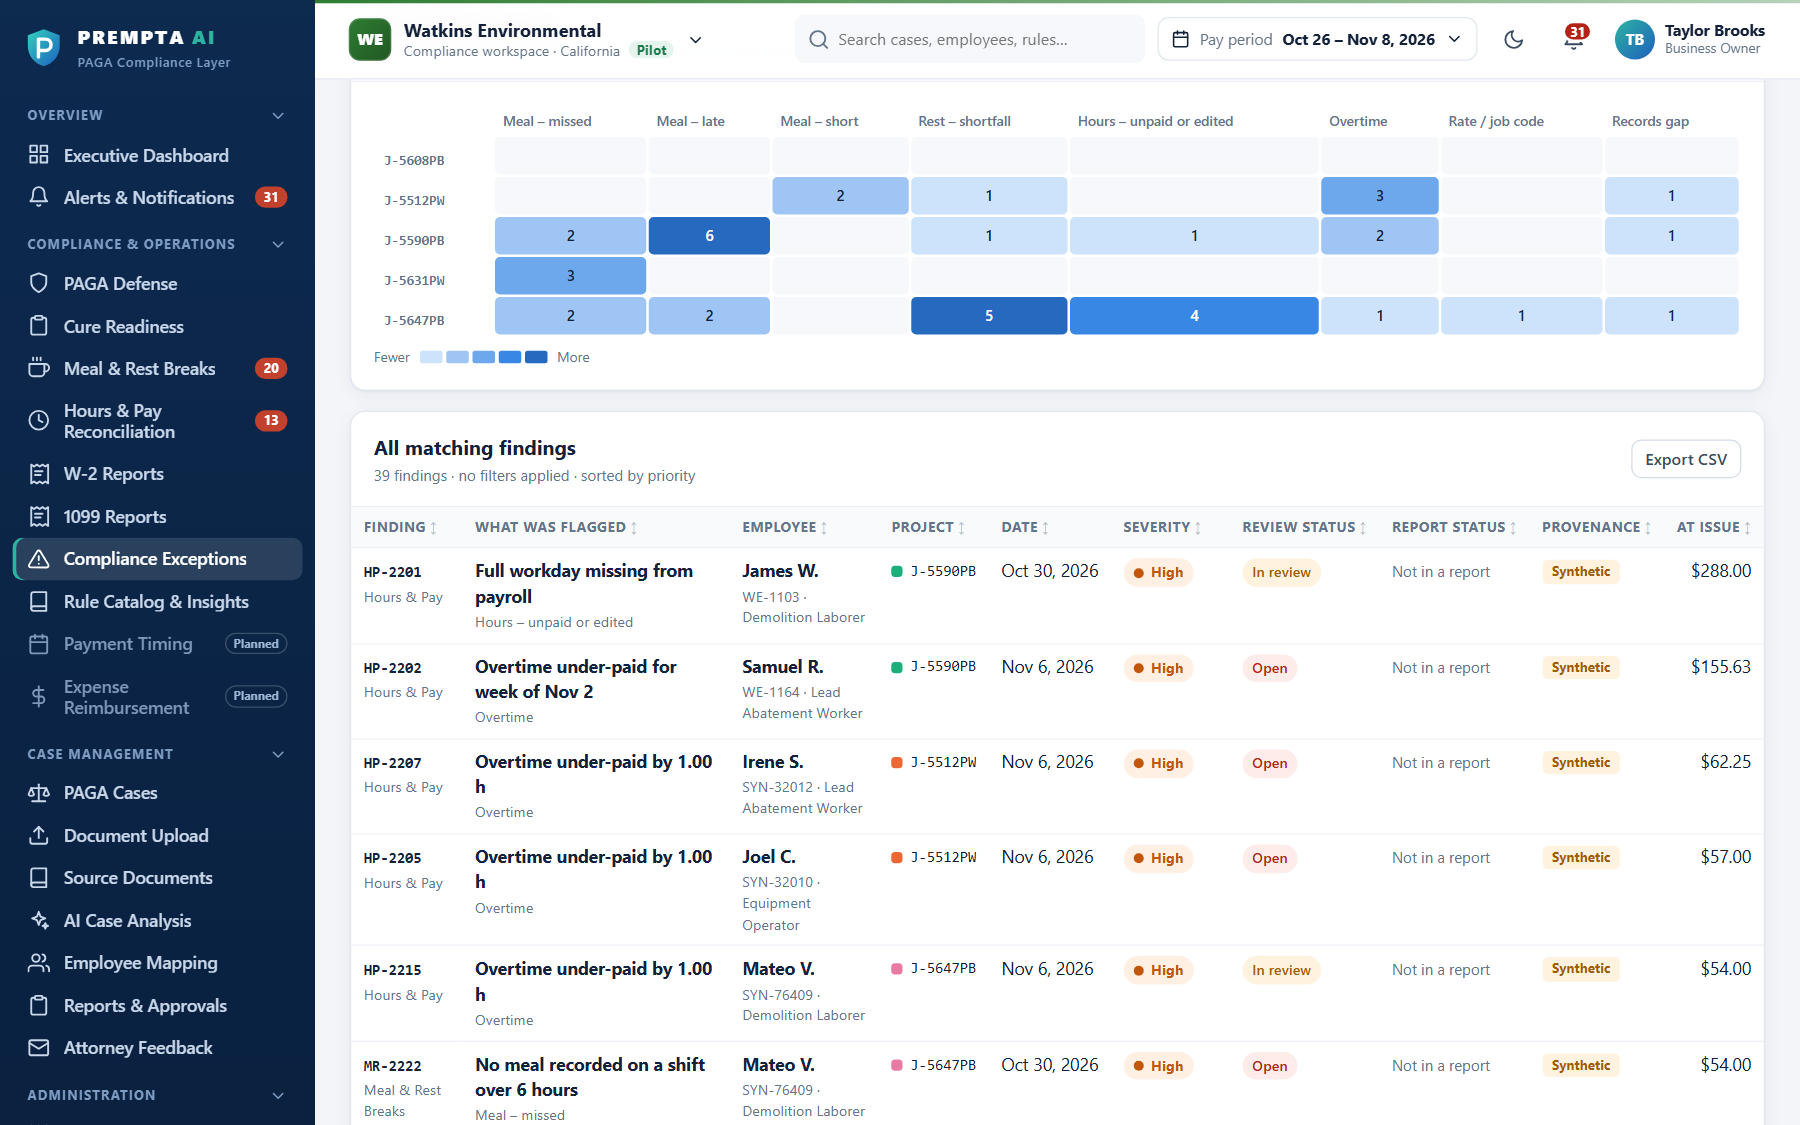 PREMPTA AI
PAGA Compliance Layer
OVERVIEW
Executive Dashboard
Alerts & Notifications 31
COMPLIANCE & OPERATIONS
PAGA Defense
Cure Readiness
Meal & Rest Breaks 20
Hours & Pay
Reconciliation 13
W-2 Reports
1099 Reports
Compliance Exceptions
Rule Catalog & Insights
Payment Timing Planned
Expense
Reimbursement Planned
CASE MANAGEMENT
PAGA Cases
Document Upload
Source Documents
AI Case Analysis
Employee Mapping
Reports & Approvals
Attorney Feedback
ADMINISTRATION
WE Watkins Environmental
Compliance workspace · California Pilot
Search cases, employees, rules...
Pay period Oct 26 – Nov 8, 2026
31
TB Taylor Brooks
Business Owner
Meal – missed Meal – late Meal – short Rest – shortfall Hours – unpaid or edited Overtime Rate / job code Records gap
J-5608PB
J-5512PW 2 1 3 1
J-5590PB 2 6 1 1 2 1
J-5631PW 3
J-5647PB 2 2 5 4 1 1 1
Fewer More
All matching findings
39 findings · no filters applied · sorted by priority
Export CSV
FINDING WHAT WAS FLAGGED EMPLOYEE PROJECT DATE SEVERITY REVIEW STATUS REPORT STATUS PROVENANCE AT ISSUE
HP-2201 Full workday missing from James W. J-5590PB Oct 30, 2026 High In review Not in a report Synthetic $288.00
Hours & Pay payroll WE-1103 ·
Hours – unpaid or edited Demolition Laborer
HP-2202 Overtime under-paid for Samuel R. J-5590PB Nov 6, 2026 High Open Not in a report Synthetic $155.63
Hours & Pay week of Nov 2 WE-1164 · Lead
Overtime Abatement Worker
HP-2207 Overtime under-paid by 1.00 Irene S. J-5512PW Nov 6, 2026 High Open Not in a report Synthetic $62.25
Hours & Pay h SYN-32012 · Lead
Overtime Abatement Worker
HP-2205 Overtime under-paid by 1.00 Joel C. J-5512PW Nov 6, 2026 High Open Not in a report Synthetic $57.00
Hours & Pay h SYN-32010 ·
Overtime Equipment
Operator
HP-2215 Overtime under-paid by 1.00 Mateo V. J-5647PB Nov 6, 2026 High In review Not in a report Synthetic $54.00
Hours & Pay h SYN-76409 ·
Overtime Demolition Laborer
MR-2222 No meal recorded on a shift Mateo V. J-5647PB Oct 30, 2026 High Open Not in a report Synthetic $54.00
Meal & Rest over 6 hours SYN-76409 ·
Breaks Meal – missed Demolition Laborer